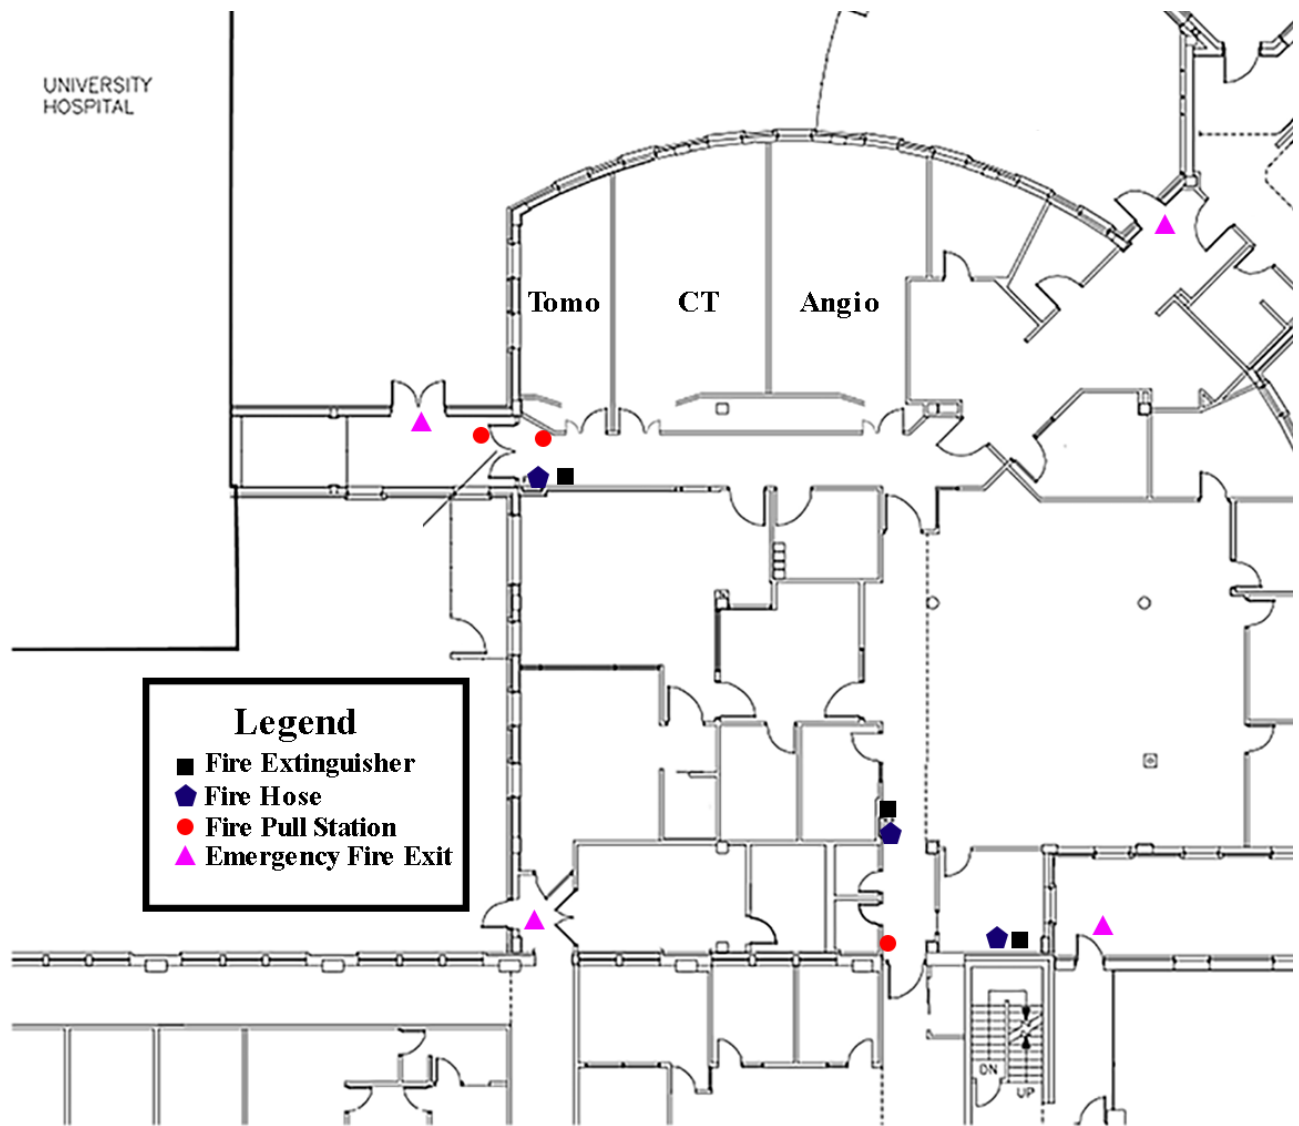 UNIVERSITY
HOSPITAL
Tomo
CT
Angio
Legend
Fire Extinguisher
Fire Hose
Fire Pull Station
Emergency Fire Exit
DN
UP